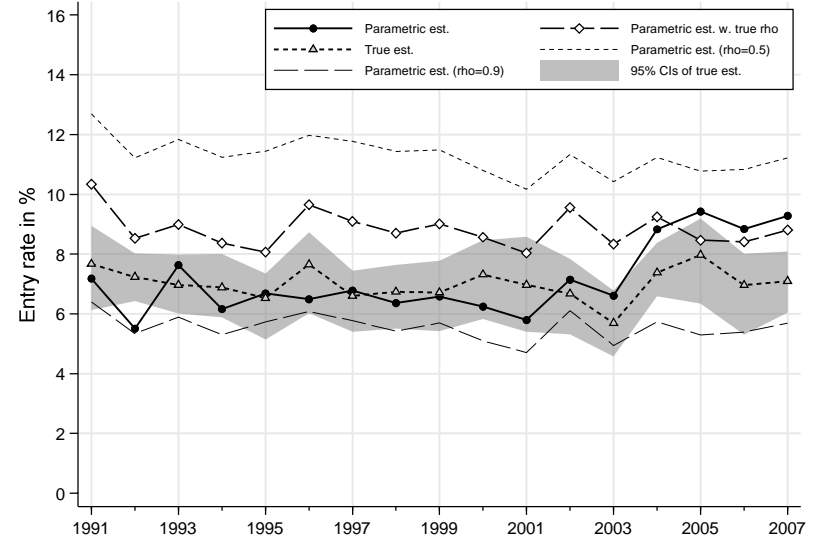 16
14
12
10
8
6
4
2
0
Entry rate in %
Parametric est.
Parametric est. w. true rho
True est.
Parametric est. (rho=0.5)
Parametric est. (rho=0.9)
95% CIs of true est.
1991 1993 1995 1997 1999 2001 2003 2005 2007